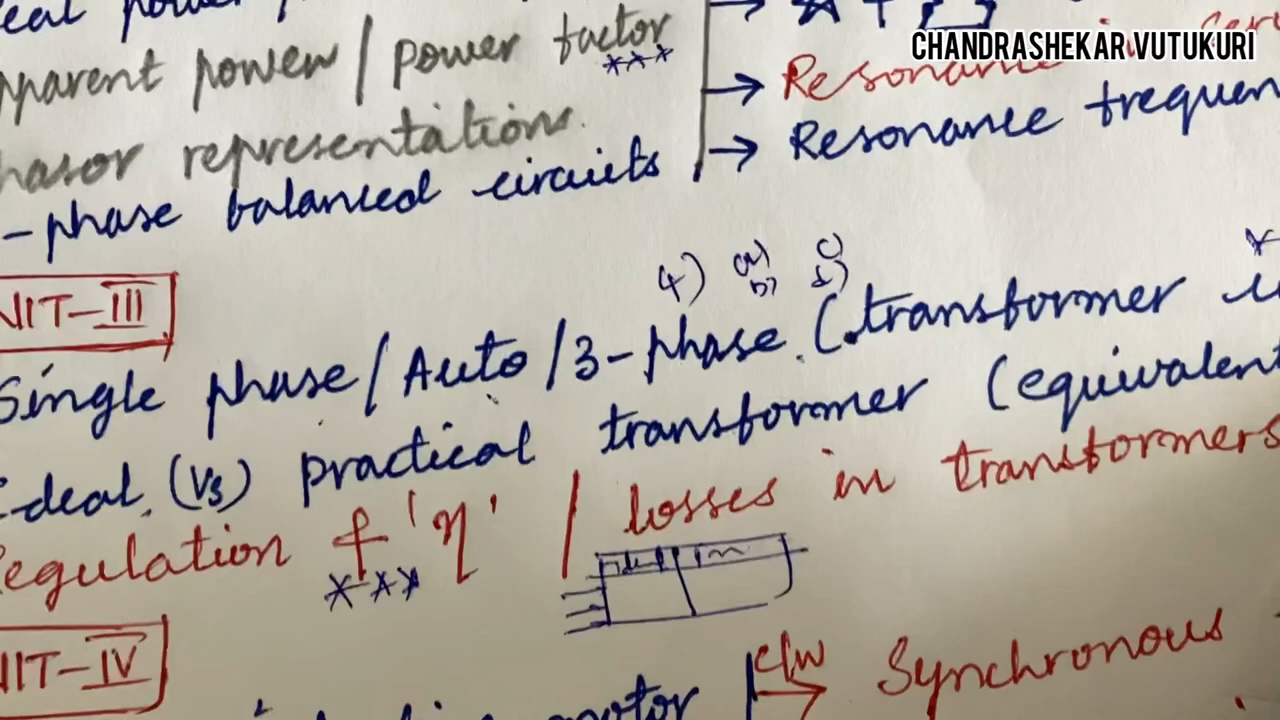 CHANDRASHEKAR VUTUKURI
pparent power / power factor
***
→ Resonance
hasor representations.
→ Resonance frequen
-phase balanced circuits
NIT-III
4) a) c)
b) d)
Single phase / Auto / 3-phase. (transformer
Ideal. (Vs) practical transformer (equivalent
Regulation & 'η' / losses in transformers
***
NIT-IV
motor
C/W
→ Synchronous